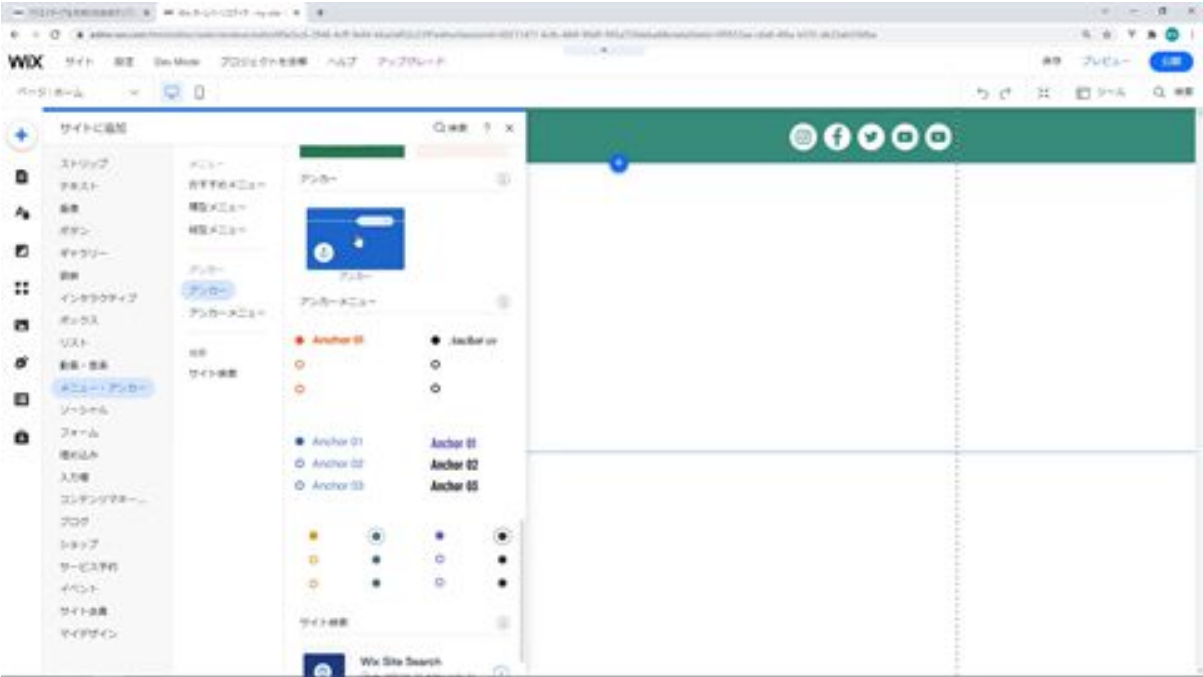 WiX サイト 設定 Dev Mode プロジェクトを依頼 ヘルプ アップグレード 保存 プレビュー 公開
ページ: ホーム ツール 検索
サイトに追加 検索 ? ×
ストリップ
テキスト
画像
ボタン
ギャラリー
装飾
インタラクティブ
ボックス
リスト
動画・音楽
メニュー・アンカー
ソーシャル
フォーム
埋め込み
入力欄
コンテンツマネー...
ブログ
ショップ
サービス予約
イベント
サイト会員
マイデザイン
メニュー
おすすめメニュー
横型メニュー
縦型メニュー
アンカー
アンカー
アンカーメニュー
検索
サイト検索
アンカー
アンカー
アンカーメニュー
Anchor 01
Anchor 01
Anchor 02
Anchor 03
Anchor 01
Anchor 02
Anchor 03
サイト検索
Wix Site Search